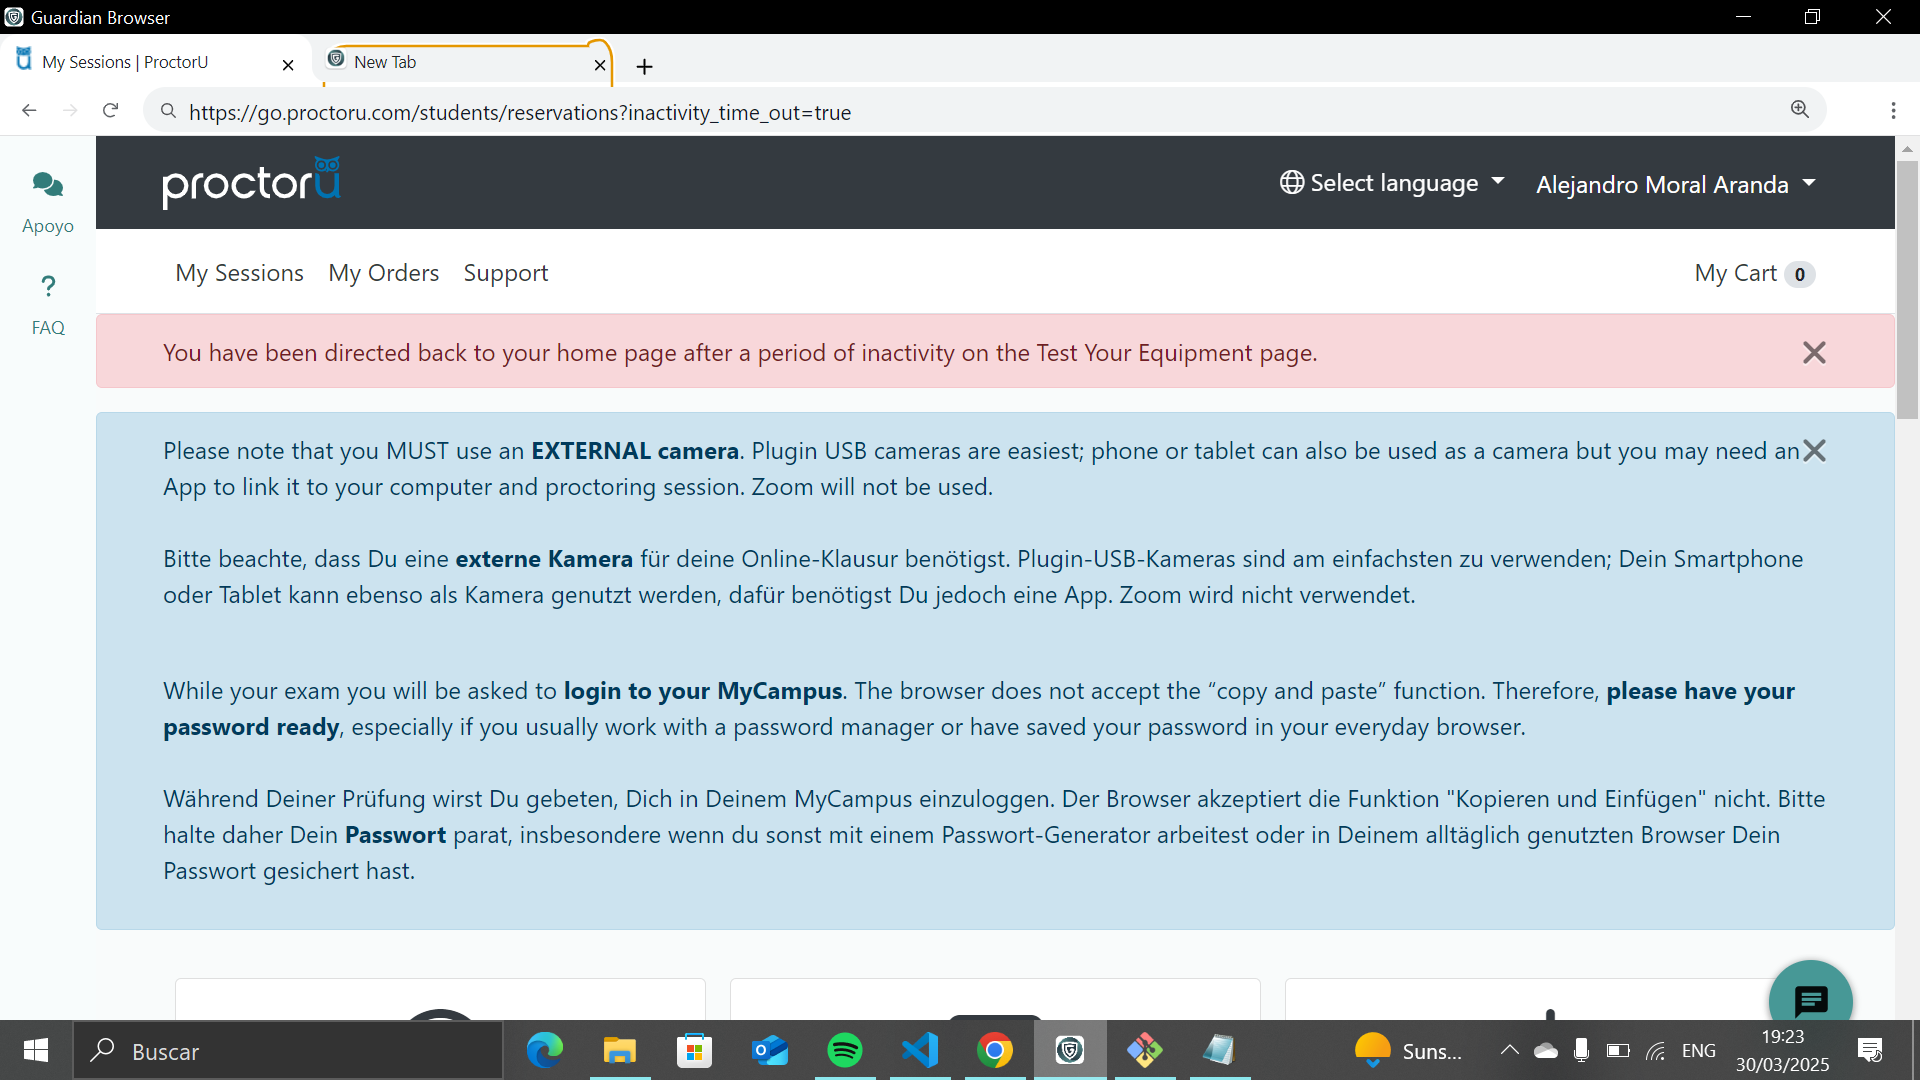 Guardian Browser
My Sessions | ProctorU
New Tab
https://go.proctoru.com/students/reservations?inactivity_time_out=true
Apoyo
FAQ
proctoru
Select language
Alejandro Moral Aranda
My Sessions My Orders Support
My Cart 0
You have been directed back to your home page after a period of inactivity on the Test Your Equipment page.
Please note that you MUST use an EXTERNAL camera. Plugin USB cameras are easiest; phone or tablet can also be used as a camera but you may need an
App to link it to your computer and proctoring session. Zoom will not be used.
Bitte beachte, dass Du eine externe Kamera für deine Online-Klausur benötigst. Plugin-USB-Kameras sind am einfachsten zu verwenden; Dein Smartphone
oder Tablet kann ebenso als Kamera genutzt werden, dafür benötigst Du jedoch eine App. Zoom wird nicht verwendet.
While your exam you will be asked to login to your MyCampus. The browser does not accept the “copy and paste” function. Therefore, please have your
password ready, especially if you usually work with a password manager or have saved your password in your everyday browser.
Während Deiner Prüfung wirst Du gebeten, Dich in Deinem MyCampus einzuloggen. Der Browser akzeptiert die Funktion "Kopieren und Einfügen" nicht. Bitte
halte daher Dein Passwort parat, insbesondere wenn du sonst mit einem Passwort-Generator arbeitest oder in Deinem alltäglich genutzten Browser Dein
Passwort gesichert hast.
Buscar
Suns...
ENG
19:23
30/03/2025